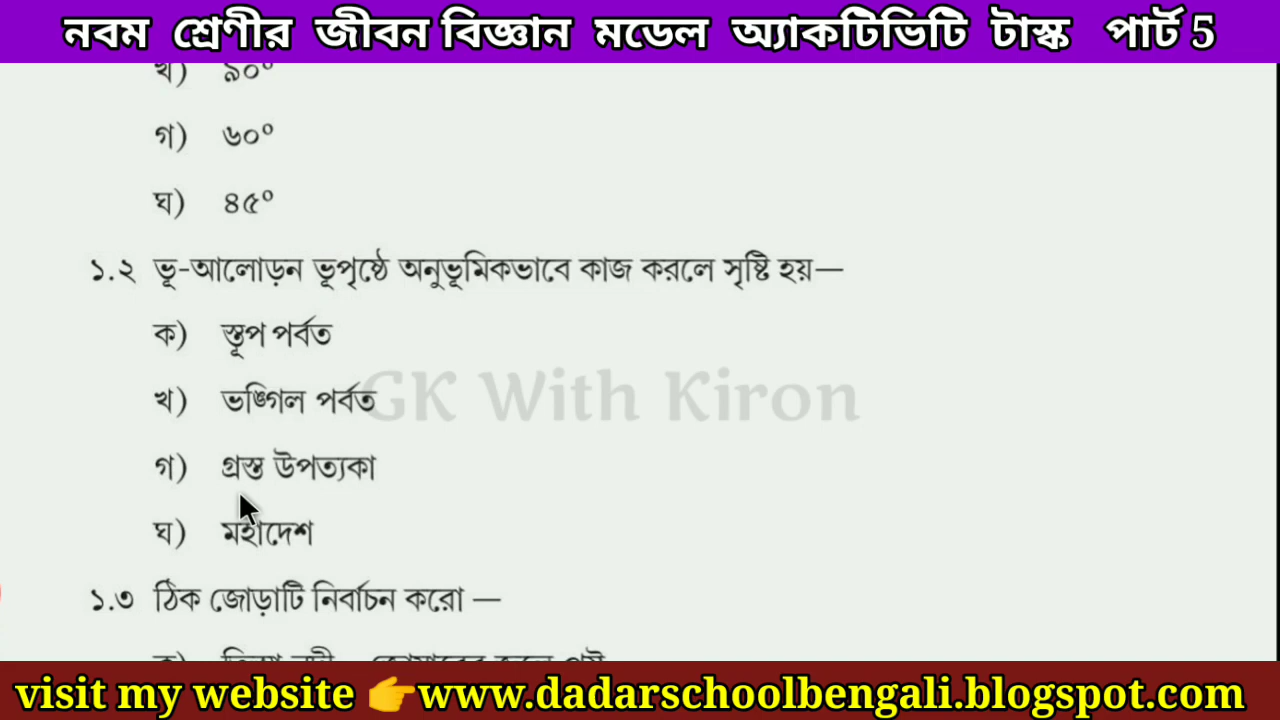 নবম শ্রেণীর জীবন বিজ্ঞান মডেল অ্যাকটিভিটি টাস্ক পার্ট 5
খ) ৯০°
গ) ৬০°
ঘ) ৪৫°
১.২ ভূ-আলোড়ন ভূপৃষ্ঠে অনুভূমিকভাবে কাজ করলে সৃষ্টি হয়—
ক) স্তূপ পর্বত
খ) ভঙ্গিল পর্বত
GK With Kiron
গ) গ্রস্ত উপত্যকা
ঘ) মহাদেশ
১.৩ ঠিক জোড়াটি নির্বাচন করো —
visit my website 👉www.dadarschoolbengali.blogspot.com